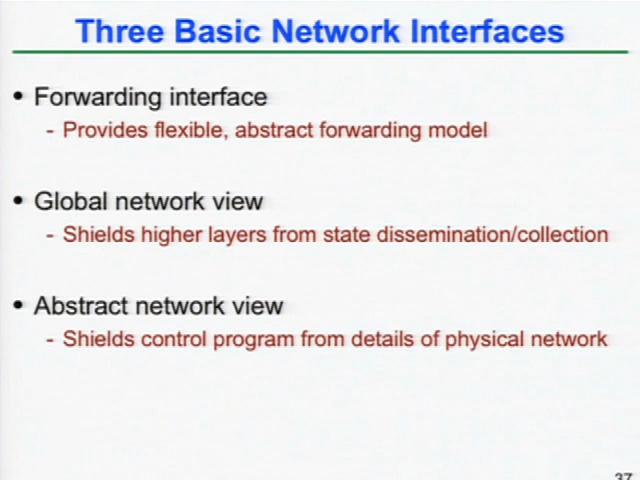 Three Basic Network Interfaces
• Forwarding interface
- Provides flexible, abstract forwarding model
• Global network view
- Shields higher layers from state dissemination/collection
• Abstract network view
- Shields control program from details of physical network
37